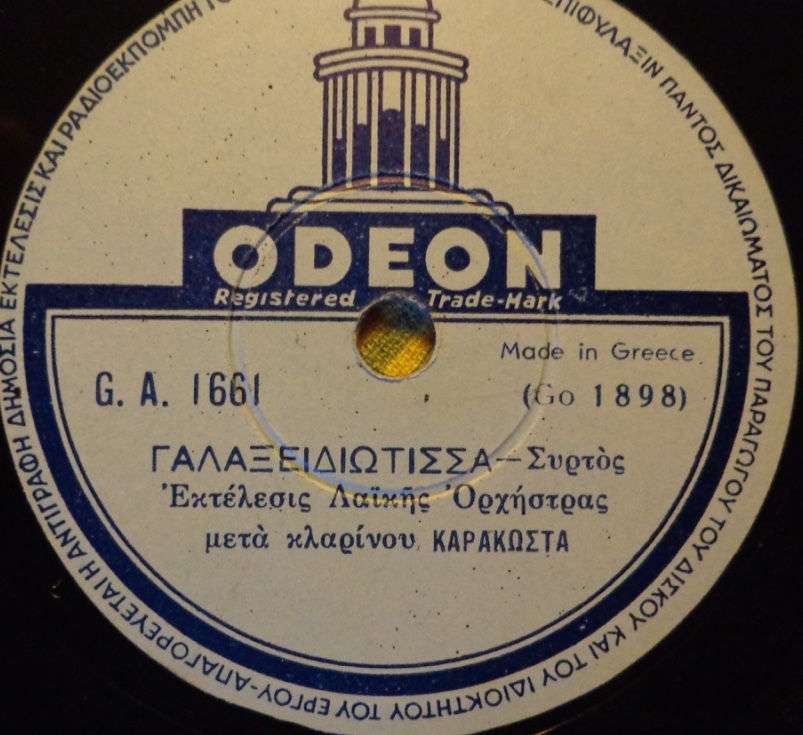 ODEON
Registered Trade-Mark
Made in Greece
G. A. 1661 (Go 1898)
ΓΑΛΑΞΕΙΔΙΩΤΙΣΣΑ—Συρτὸς
Ἐκτέλεσις Λαϊκῆς Ὀρχήστρας
μετὰ κλαρίνου ΚΑΡΑΚΩΣΤΑ
ΕΠΙΦΥΛΑΞΙΝ ΠΑΝΤΟΣ ΔΙΚΑΙΩΜΑΤΟΣ ΤΟΥ ΠΑΡΑΓΩΓΟΥ ΤΟΥ ΔΙΣΚΟΥ ΚΑΙ ΤΟΥ ΙΔΙΟΚΤΗΤΟΥ ΤΟΥ ΕΡΓΟΥ-ΑΠΑΓΟΡΕΥΕΤΑΙ Η ΑΝΤΙΓΡΑΦΗ ΔΗΜΟΣΙΑ ΕΚΤΕΛΕΣΙΣ ΚΑΙ ΡΑΔΙΟΕΚΠΟΜΠΗ